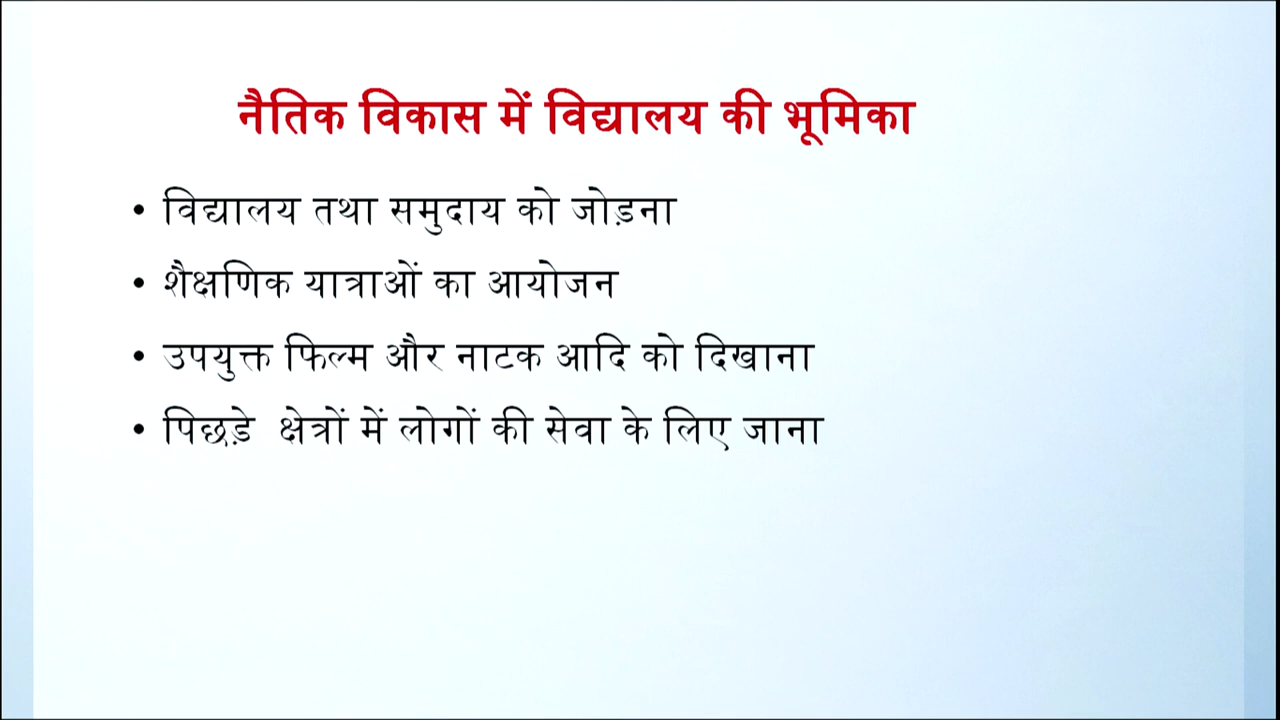 नैतिक विकास में विद्यालय की भूमिका
• विद्यालय तथा समुदाय को जोड़ना
• शैक्षणिक यात्राओं का आयोजन
• उपयुक्त फिल्म और नाटक आदि को दिखाना
• पिछड़े क्षेत्रों में लोगों की सेवा के लिए जाना